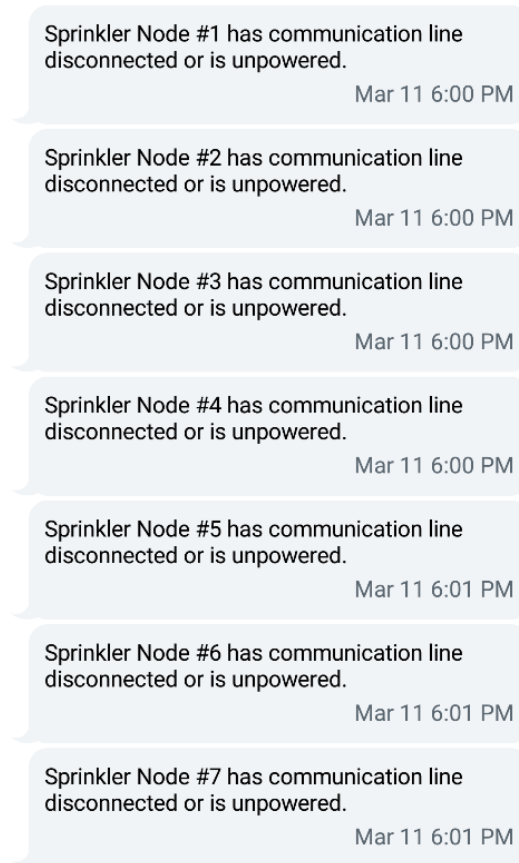 Sprinkler Node #1 has communication line
disconnected or is unpowered.
Mar 11 6:00 PM
Sprinkler Node #2 has communication line
disconnected or is unpowered.
Mar 11 6:00 PM
Sprinkler Node #3 has communication line
disconnected or is unpowered.
Mar 11 6:00 PM
Sprinkler Node #4 has communication line
disconnected or is unpowered.
Mar 11 6:00 PM
Sprinkler Node #5 has communication line
disconnected or is unpowered.
Mar 11 6:01 PM
Sprinkler Node #6 has communication line
disconnected or is unpowered.
Mar 11 6:01 PM
Sprinkler Node #7 has communication line
disconnected or is unpowered.
Mar 11 6:01 PM